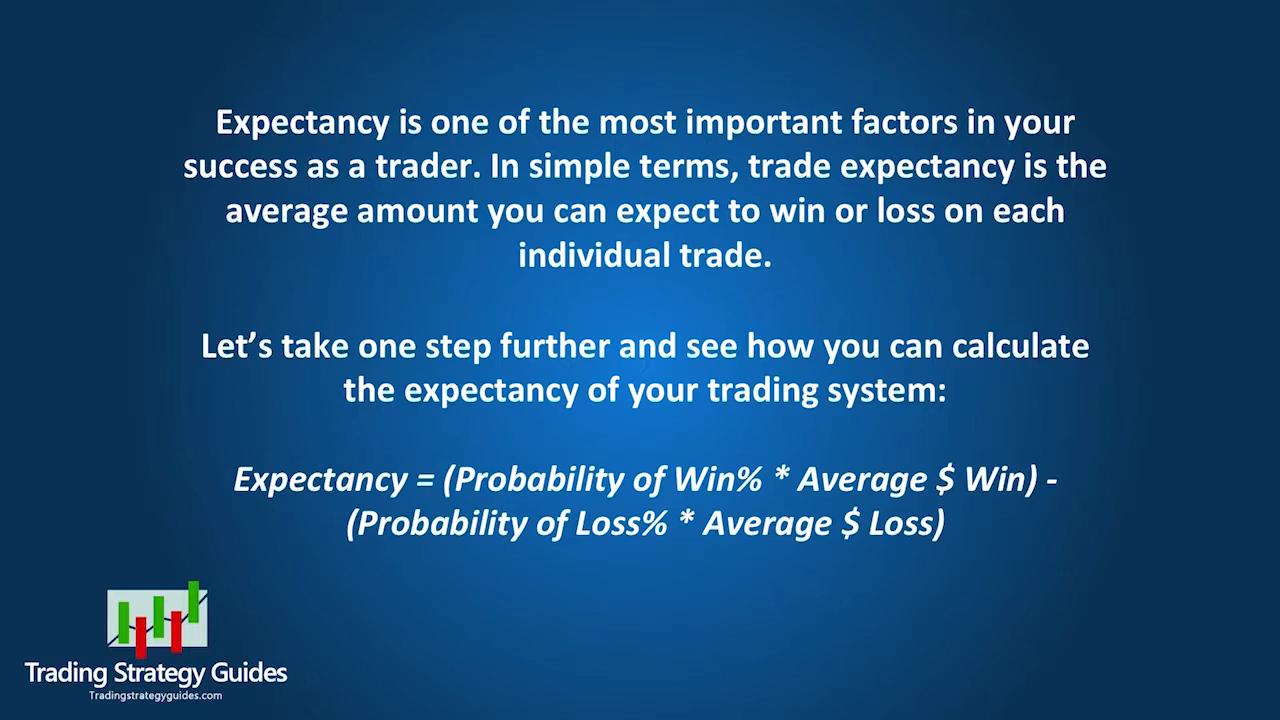 Expectancy is one of the most important factors in your
success as a trader. In simple terms, trade expectancy is the
average amount you can expect to win or loss on each
individual trade.
Let’s take one step further and see how you can calculate
the expectancy of your trading system:
Expectancy = (Probability of Win% * Average $ Win) -
(Probability of Loss% * Average $ Loss)
Trading Strategy Guides
Tradingstrategyguides.com